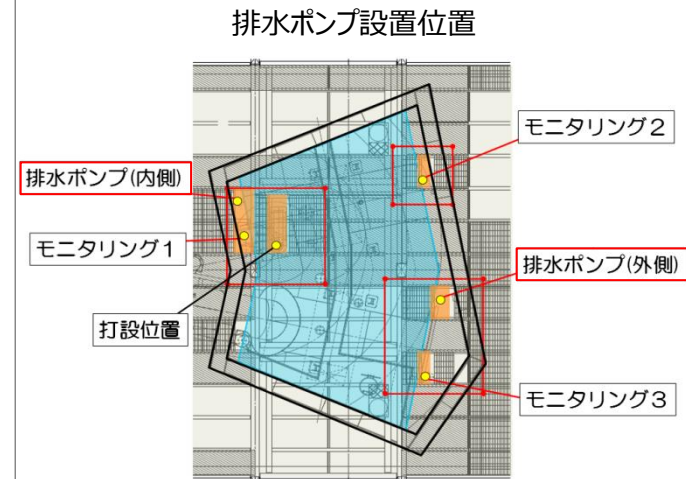 排水ポンプ設置位置
モニタリング２
排水ポンプ(内側)
モニタリング１
排水ポンプ(外側)
打設位置
モニタリング３